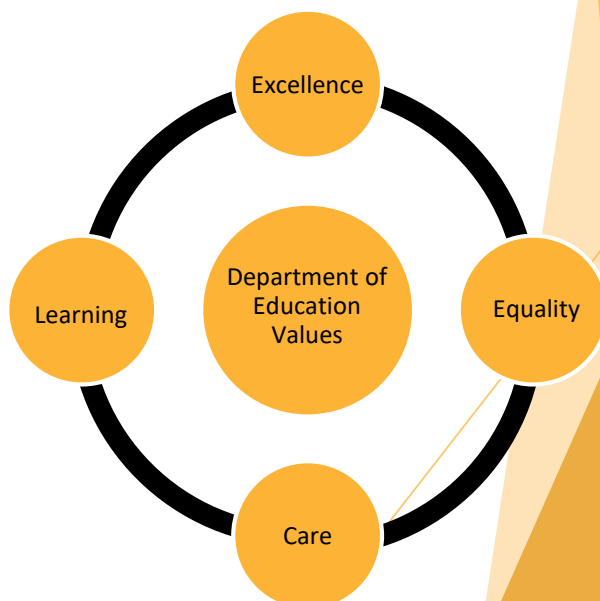 Excellence
Department of
Education
Values
Learning
Equality
Care